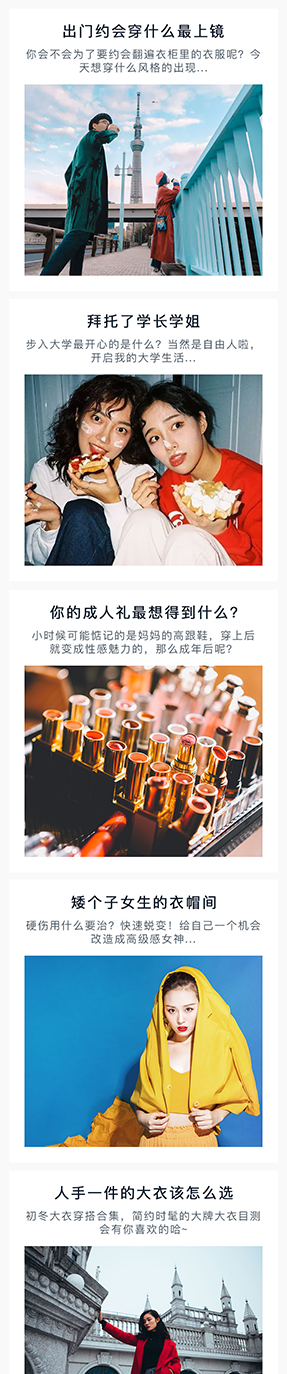 出门约会穿什么最上镜
你会不会为了要约会翻遍衣柜里的衣服呢？今
天想穿什么风格的出现...
拜托了学长学姐
步入大学最开心的是什么？当然是自由人啦，
开启我的大学生活...
你的成人礼最想得到什么？
小时候可能惦记的是妈妈的高跟鞋，穿上后
就变成性感魅力的，那么成年后呢？
矮个子女生的衣帽间
硬伤用什么要治？快速蜕变！给自己一个机会
改造成高级感女神...
人手一件的大衣该怎么选
初冬大衣穿搭合集，简约时髦的大牌大衣目测
会有你喜欢的哈~